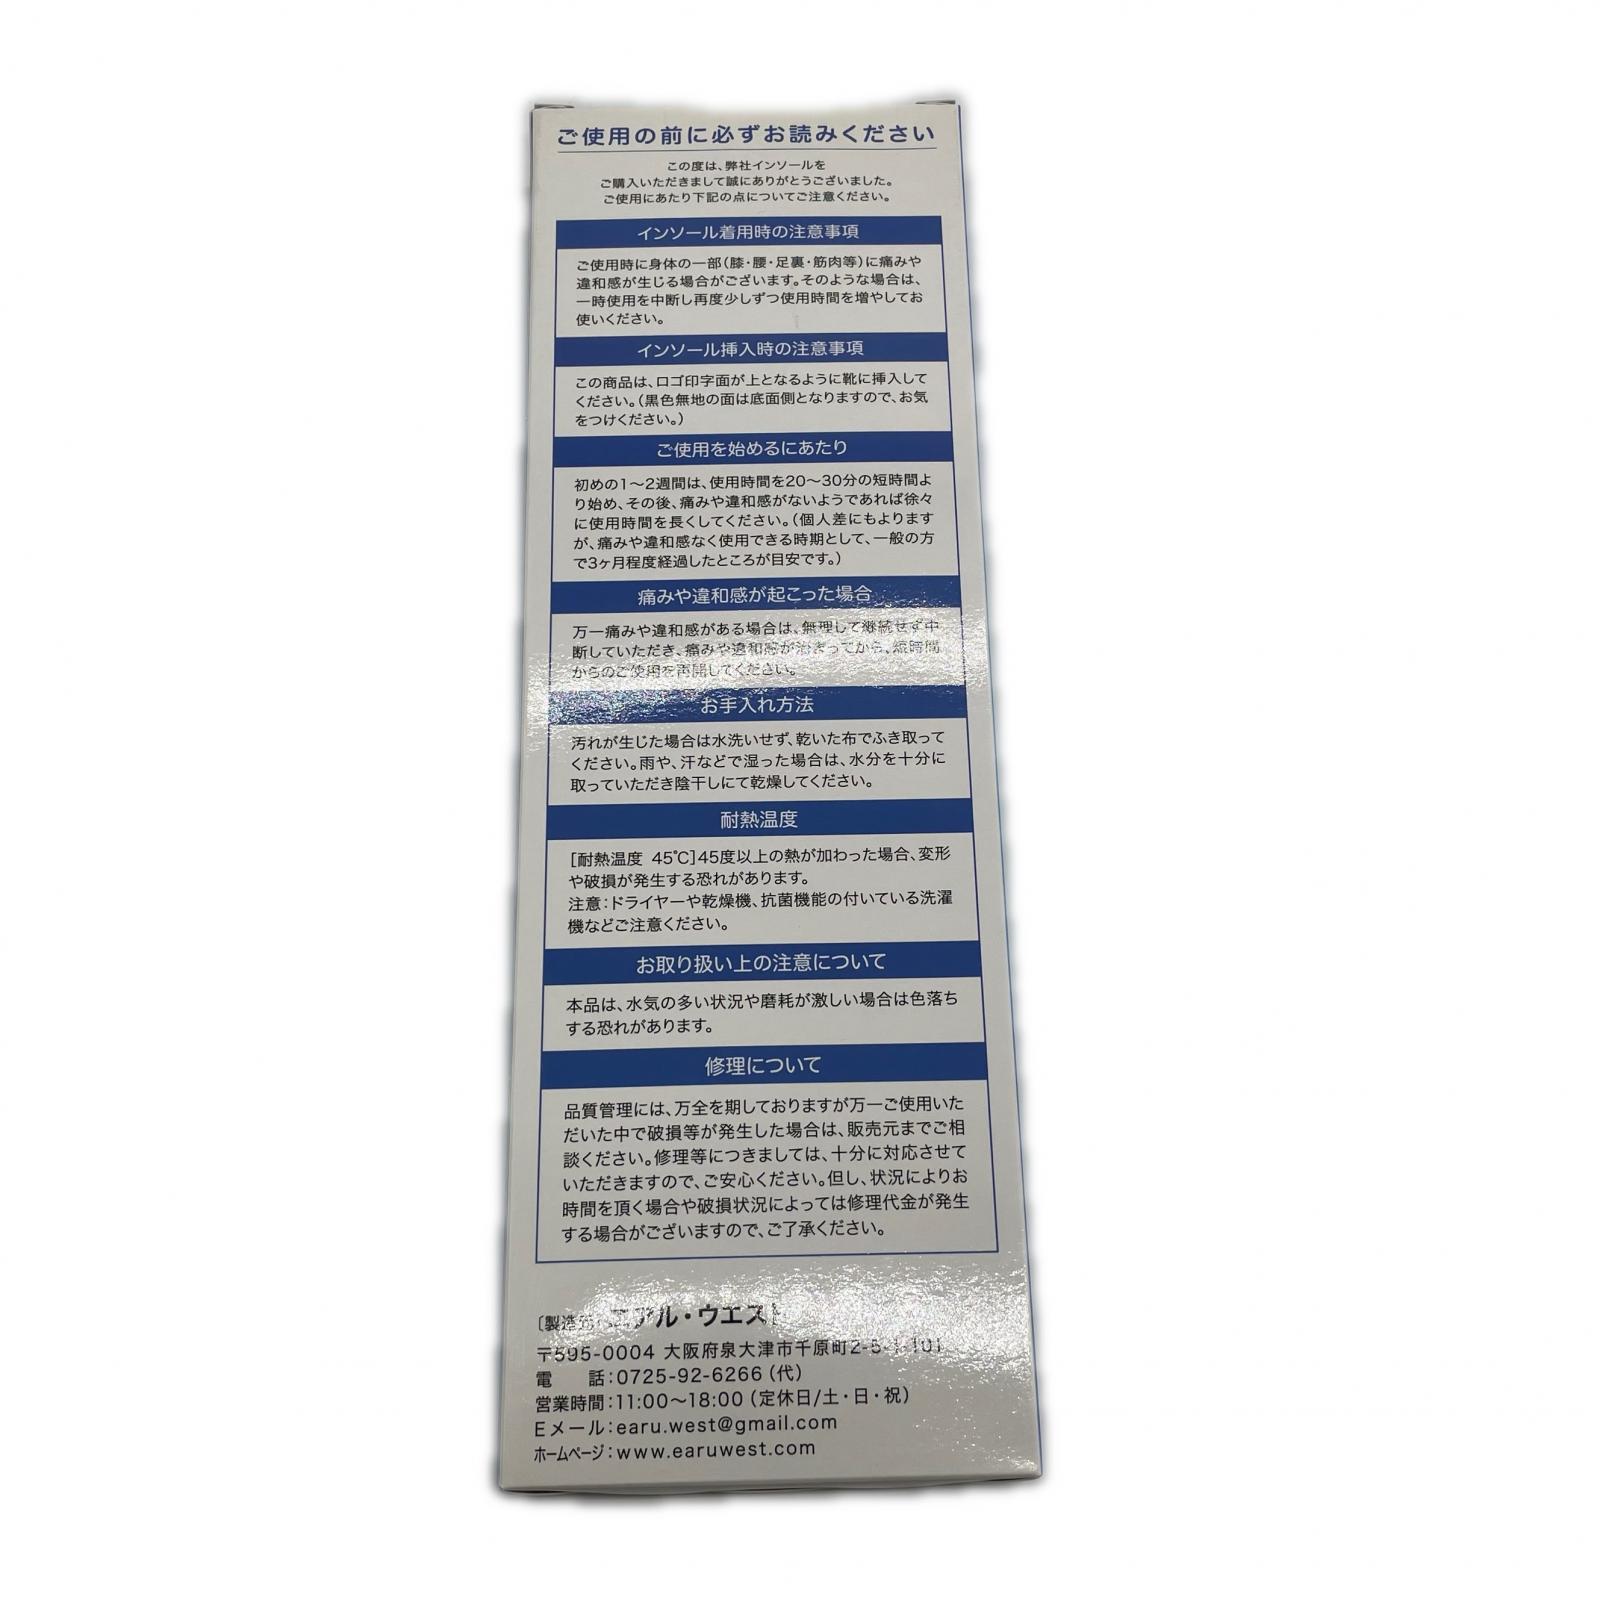 ご使用の前に必ずお読みください
この度は、弊社インソールを
ご購入いただきまして誠にありがとうございました。
ご使用にあたり下記の点についてご注意ください。
インソール着用時の注意事項
ご使用時に身体の一部(膝・腰・足裏・筋肉等)に痛みや
違和感が生じる場合がございます。そのような場合は、
一時使用を中断し再度少しずつ使用時間を増やしてお
使いください。
インソール挿入時の注意事項
この商品は、ロゴ印字面が上となるように靴に挿入して
ください。(黒色無地の面は底面側となりますので、お気
をつけください。)
ご使用を始めるにあたり
初めの1〜2週間は、使用時間を20〜30分の短時間よ
り始め、その後、痛みや違和感がないようであれば徐々
に使用時間を長くしてください。(個人差にもよります
が、痛みや違和感なく使用できる時期として、一般の方
で3ヶ月程度経過したところが目安です。)
痛みや違和感が起こった場合
万一痛みや違和感がある場合は、無理して継続せず中
断していただき、痛みや違和感が治まってから、短時間
からのご使用を再開してください。
お手入れ方法
汚れが生じた場合は水洗いせず、乾いた布でふき取って
ください。雨や、汗などで湿った場合は、水分を十分に
取っていただき陰干しにて乾燥してください。
耐熱温度
[耐熱温度 45℃]45度以上の熱が加わった場合、変形
や破損が発生する恐れがあります。
注意:ドライヤーや乾燥機、抗菌機能の付いている洗濯
機などご注意ください。
お取り扱い上の注意について
本品は、水気の多い状況や磨耗が激しい場合は色落ち
する恐れがあります。
修理について
品質管理には、万全を期しておりますが万一ご使用いた
だいた中で破損等が発生した場合は、販売元までご相
談ください。修理等につきましては、十分に対応させて
いただきますので、ご安心ください。但し、状況によりお
時間を頂く場合や破損状況によっては修理代金が発生
する場合がございますので、ご了承ください。
〔製造元〕エアル・ウエスト
〒595-0004 大阪府泉大津市千原町2-5-1-101
電 話:0725-92-6266(代)
営業時間:11:00〜18:00(定休日/土・日・祝)
Eメール:earu.west@gmail.com
ホームページ:www.earuwest.com